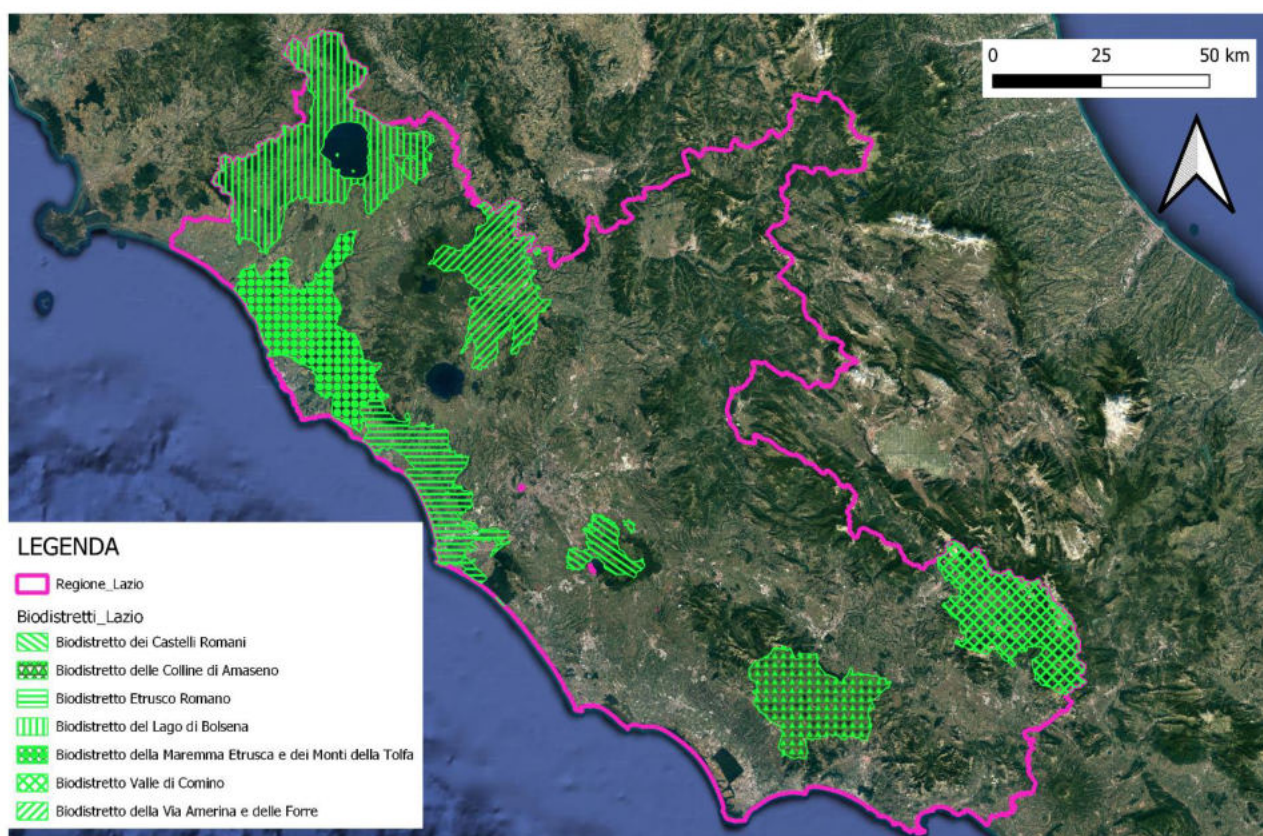 0 25 50 km
LEGENDA
Regione_Lazio
Biodistretti_Lazio
Biodistretto dei Castelli Romani
Biodistretto delle Colline di Amaseno
Biodistretto Etrusco Romano
Biodistretto del Lago di Bolsena
Biodistretto della Maremma Etrusca e dei Monti della Tolfa
Biodistretto Valle di Comino
Biodistretto della Via Amerina e delle Forre